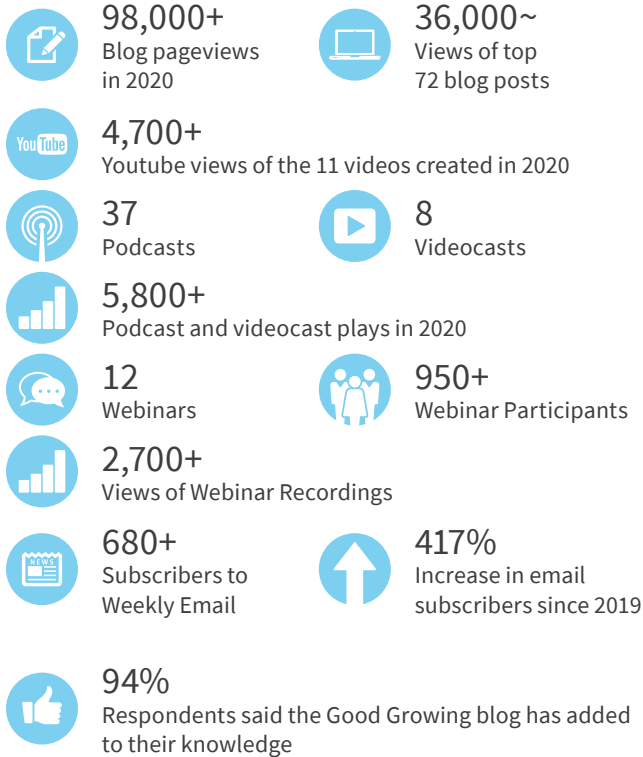 98,000+
Blog pageviews
in 2020
36,000~
Views of top
72 blog posts
You Tube
4,700+
Youtube views of the 11 videos created in 2020
37
Podcasts
8
Videocasts
5,800+
Podcast and videocast plays in 2020
12
Webinars
950+
Webinar Participants
2,700+
Views of Webinar Recordings
NEWS
680+
Subscribers to
Weekly Email
417%
Increase in email
subscribers since 2019
94%
Respondents said the Good Growing blog has added
to their knowledge